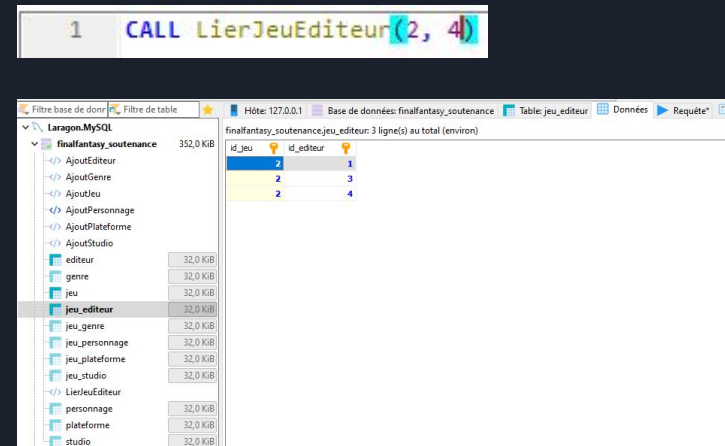 1 CALL LierJeuEditeur(2, 4)
Filtre base de donr Filtre de table Hôte: 127.0.0.1 Base de données: finalfantasy_soutenance Table: jeu_editeur Données Requête*
Laragon.MySQL finalfantasy_soutenance.jeu_editeur: 3 ligne(s) au total (environ)
finalfantasy_soutenance 352,0 KiB id_jeu id_editeur
AjoutEditeur 2 1
AjoutGenre 2 3
AjoutJeu 2 4
AjoutPersonnage
AjoutPlateforme
AjoutStudio
editeur 32,0 KiB
genre 32,0 KiB
jeu 32,0 KiB
jeu_editeur 32,0 KiB
jeu_genre 32,0 KiB
jeu_personnage 32,0 KiB
jeu_plateforme 32,0 KiB
jeu_studio 32,0 KiB
LierJeuEditeur
personnage 32,0 KiB
plateforme 32,0 KiB
studio 32,0 KiB